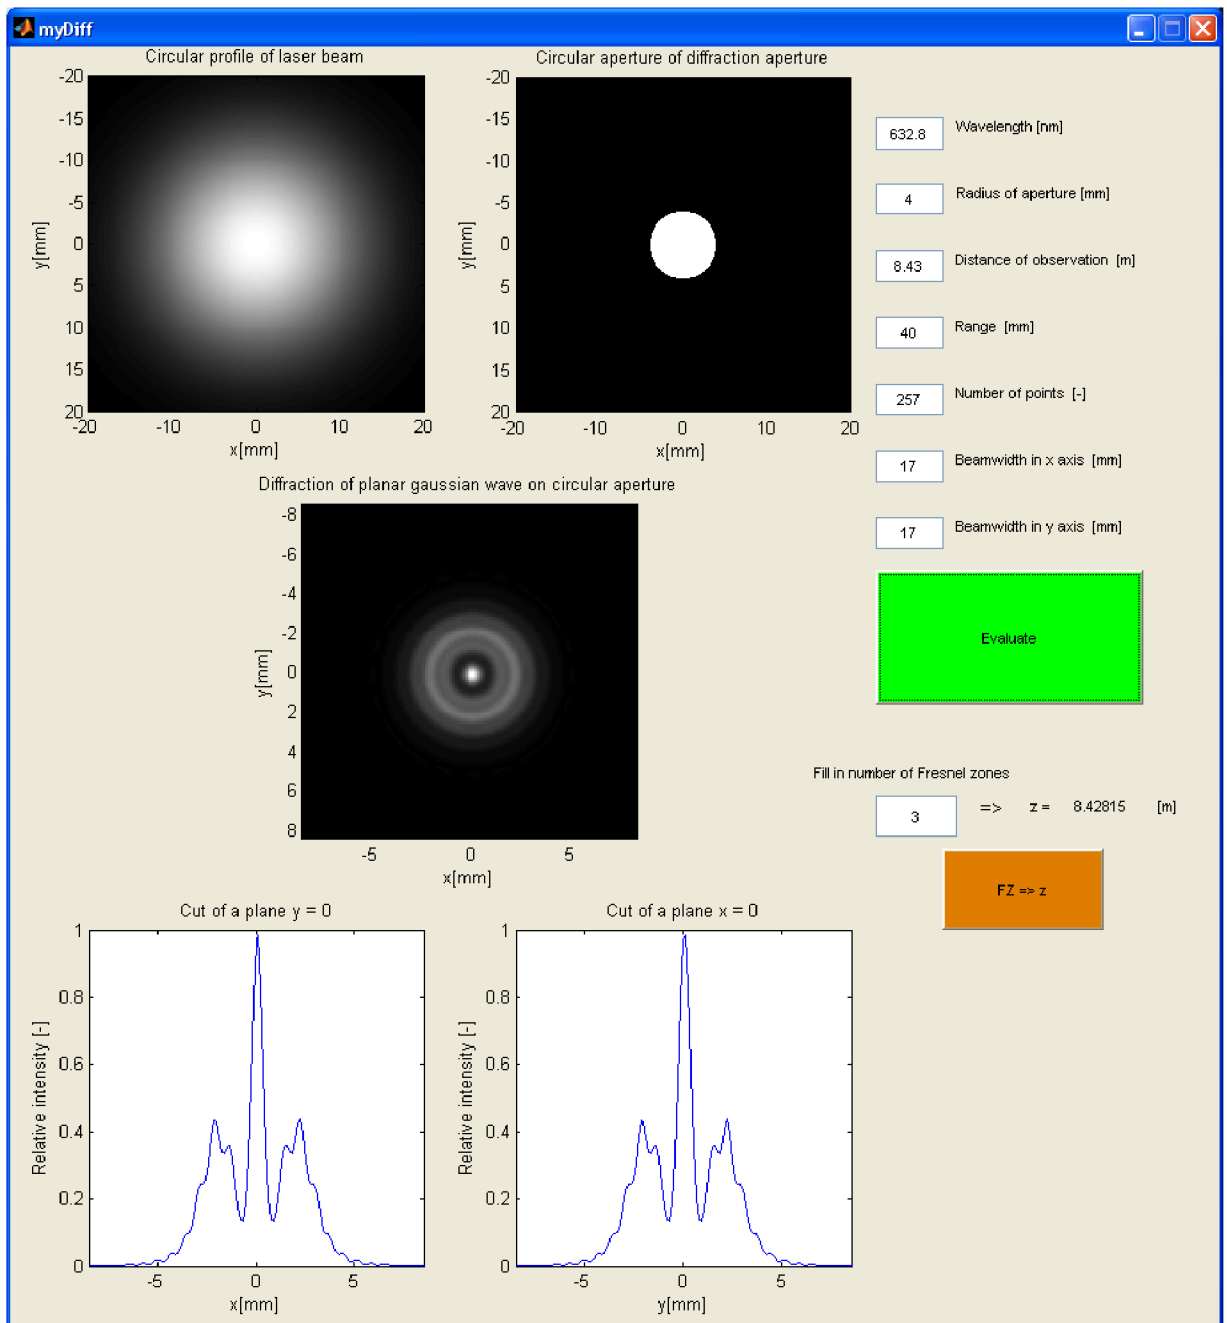 myDiff
Circular profile of laser beam
-20
-15
-10
-5
0
5
10
15
20
y[mm]
-20 -10 0 10 20
x[mm]
Circular aperture of diffraction aperture
-20
-15
-10
-5
0
5
10
15
20
y[mm]
-20 -10 0 10 20
x[mm]
632.8 Wavelength [nm]
4 Radius of aperture [mm]
8.43 Distance of observation [m]
40 Range [mm]
257 Number of points [-]
17 Beamwidth in x axis [mm]
17 Beamwidth in y axis [mm]
Evaluate
Diffraction of planar gaussian wave on circular aperture
-8
-6
-4
-2
0
2
4
6
8
y[mm]
-5 0 5
x[mm]
Fill in number of Fresnel zones
3 => z = 8.42815 [m]
FZ => z
Cut of a plane y = 0
1
0.8
0.6
0.4
0.2
0
Relative intensity [-]
-5 0 5
x[mm]
Cut of a plane x = 0
1
0.8
0.6
0.4
0.2
0
Relative intensity [-]
-5 0 5
y[mm]